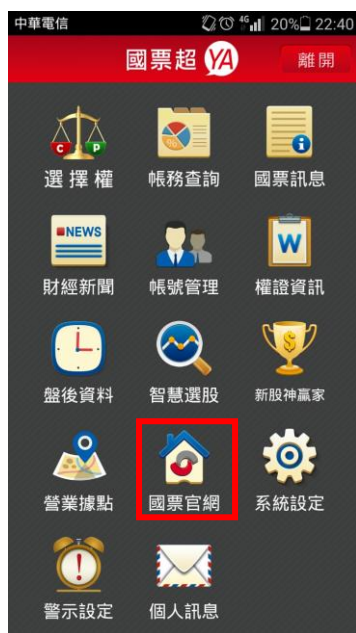 中華電信 4G 20% 22:40
國票超 YA 離開
C P
選擇權 帳務查詢 國票訊息
NEWS W
財經新聞 帳號管理 權證資訊
盤後資料 智慧選股 新股神贏家
營業據點 國票官網 系統設定
警示設定 個人訊息